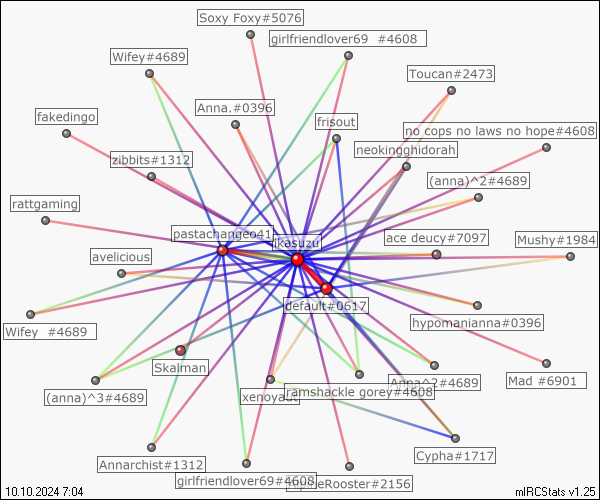 Soxy Foxy#5076
girlfriendlover69 #4608
Wifey#4689
Toucan#2473
Anna.#0396
fakedingo
frisout
no cops no laws no hope#4608
neokingghidorah
zibbits#1312
(anna)^2#4689
rattgaming
pastachangeo41
ikasuzu
ace deucy#7097
Mushy#1984
avelicious
default#0617
hypomanianna#0396
Wifey #4689
Skalman
Mad #6901
Anna^2#4689
ramshackle gorey#4608
(anna)^3#4689
Cypha#1717
Annarchist#1312
girlfriendlover69#4608
10.10.2024 7:04
mIRCStats v1.25